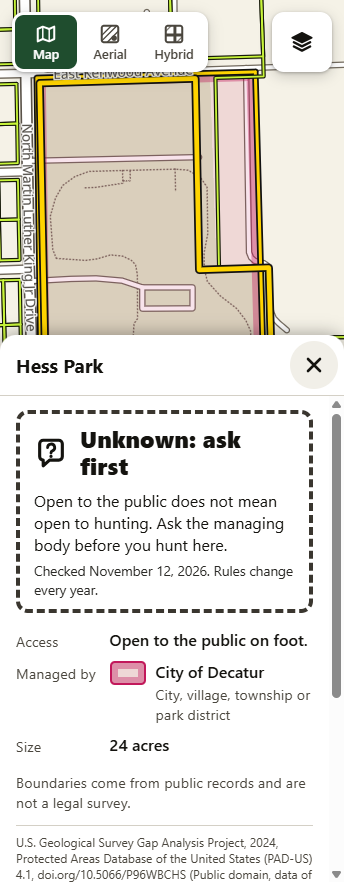 Map
Aerial
Hybrid
East Kenwood Avenue
North Martin Luther King Jr Drive
Hess Park
Unknown: ask
first
Open to the public does not mean
open to hunting. Ask the managing
body before you hunt here.
Checked November 12, 2026. Rules change
every year.
Access
Open to the public on foot.
Managed by
City of Decatur
City, village, township or
park district
Size
24 acres
Boundaries come from public records and are
not a legal survey.
U.S. Geological Survey Gap Analysis Project, 2024,
Protected Areas Database of the United States (PAD-US)
4.1, doi.org/10.5066/P96WBCHS (Public domain, data of